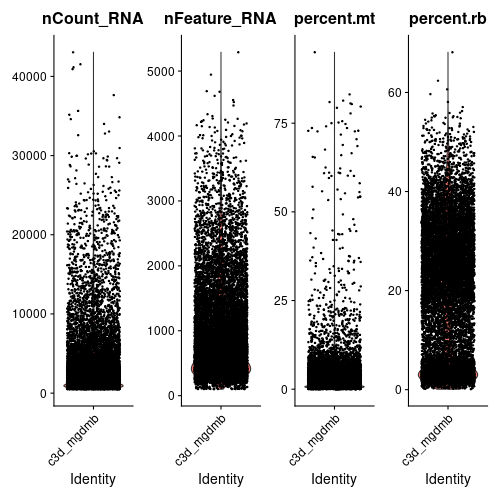 nCount_RNA
40000
30000
20000
10000
0
c3d_mgdmb
Identity
nFeature_RNA
5000
4000
3000
2000
1000
0
c3d_mgdmb
Identity
percent.mt
75
50
25
0
c3d_mgdmb
Identity
percent.rb
60
40
20
0
c3d_mgdmb
Identity